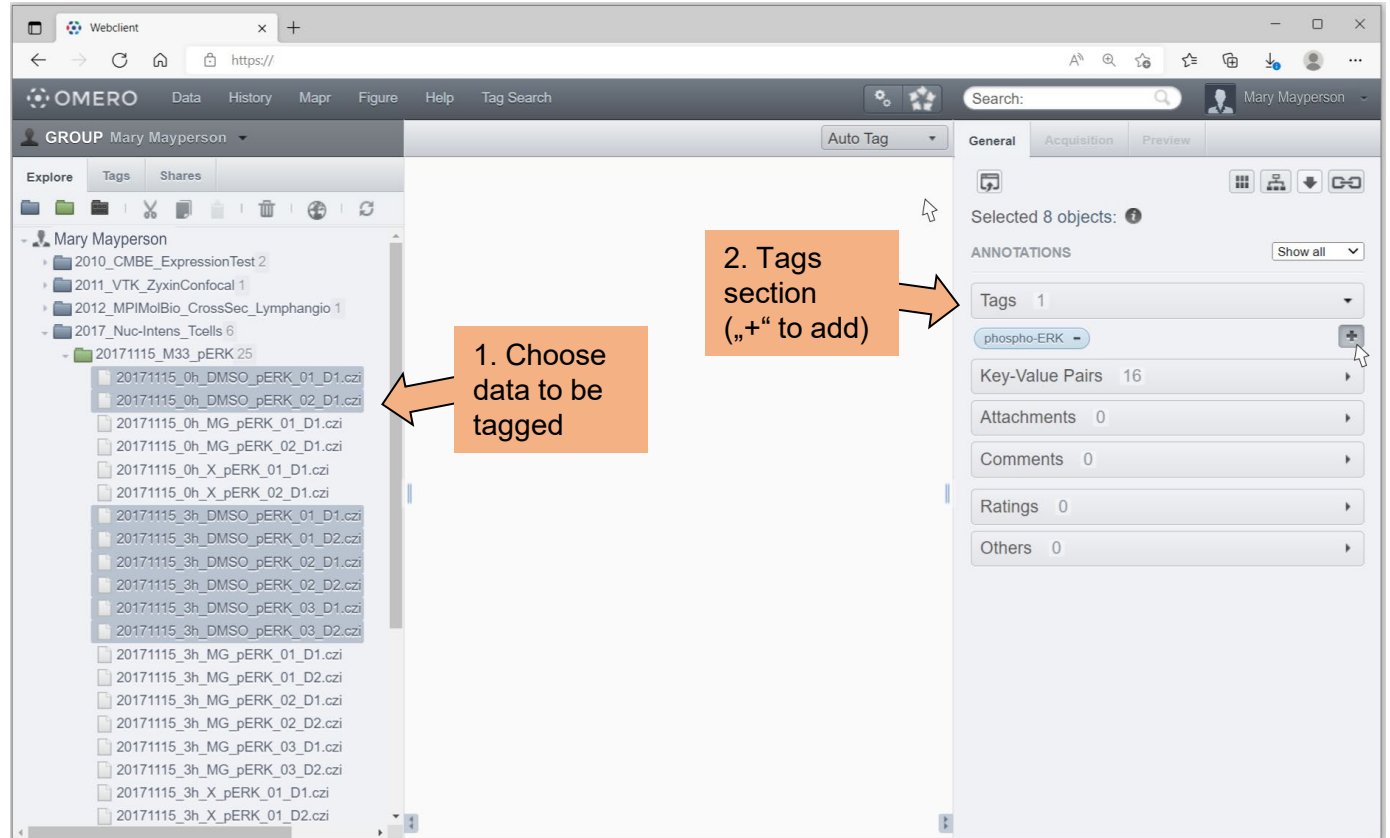 Webclient
https://
OMERO Data History Mapr Figure Help Tag Search Search: Mary Mayperson
GROUP Mary Mayperson
Auto Tag
General Acquisition Preview
Explore Tags Shares
Selected 8 objects:
ANNOTATIONS Show all
Mary Mayperson
2010_CMBE_ExpressionTest 2
2011_VTK_ZyxinConfocal 1
2012_MPIMolBio_CrossSec_Lymphangio 1
2017_Nuc-Intens_Tcells 6
20171115_M33_pERK 25
20171115_0h_DMSO_pERK_01_D1.czi
20171115_0h_DMSO_pERK_02_D1.czi
20171115_0h_MG_pERK_01_D1.czi
20171115_0h_MG_pERK_02_D1.czi
20171115_0h_X_pERK_01_D1.czi
20171115_0h_X_pERK_02_D1.czi
20171115_3h_DMSO_pERK_01_D1.czi
20171115_3h_DMSO_pERK_01_D2.czi
20171115_3h_DMSO_pERK_02_D1.czi
20171115_3h_DMSO_pERK_02_D2.czi
20171115_3h_DMSO_pERK_03_D1.czi
20171115_3h_DMSO_pERK_03_D2.czi
20171115_3h_MG_pERK_01_D1.czi
20171115_3h_MG_pERK_01_D2.czi
20171115_3h_MG_pERK_02_D1.czi
20171115_3h_MG_pERK_02_D2.czi
20171115_3h_MG_pERK_03_D1.czi
20171115_3h_MG_pERK_03_D2.czi
20171115_3h_X_pERK_01_D1.czi
20171115_3h_X_pERK_01_D2.czi
1. Choose
data to be
tagged
2. Tags
section
(„+“ to add)
Tags 1
phospho-ERK
Key-Value Pairs 16
Attachments 0
Comments 0
Ratings 0
Others 0